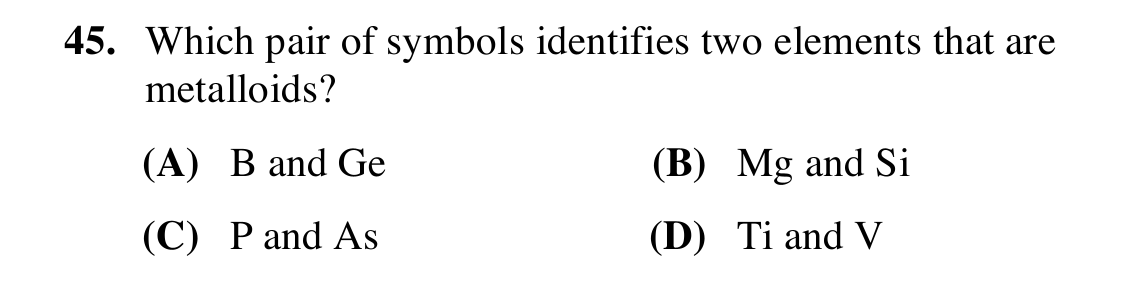 45. Which pair of symbols identifies two elements that are
metalloids?
(A) B and Ge (B) Mg and Si
(C) P and As (D) Ti and V